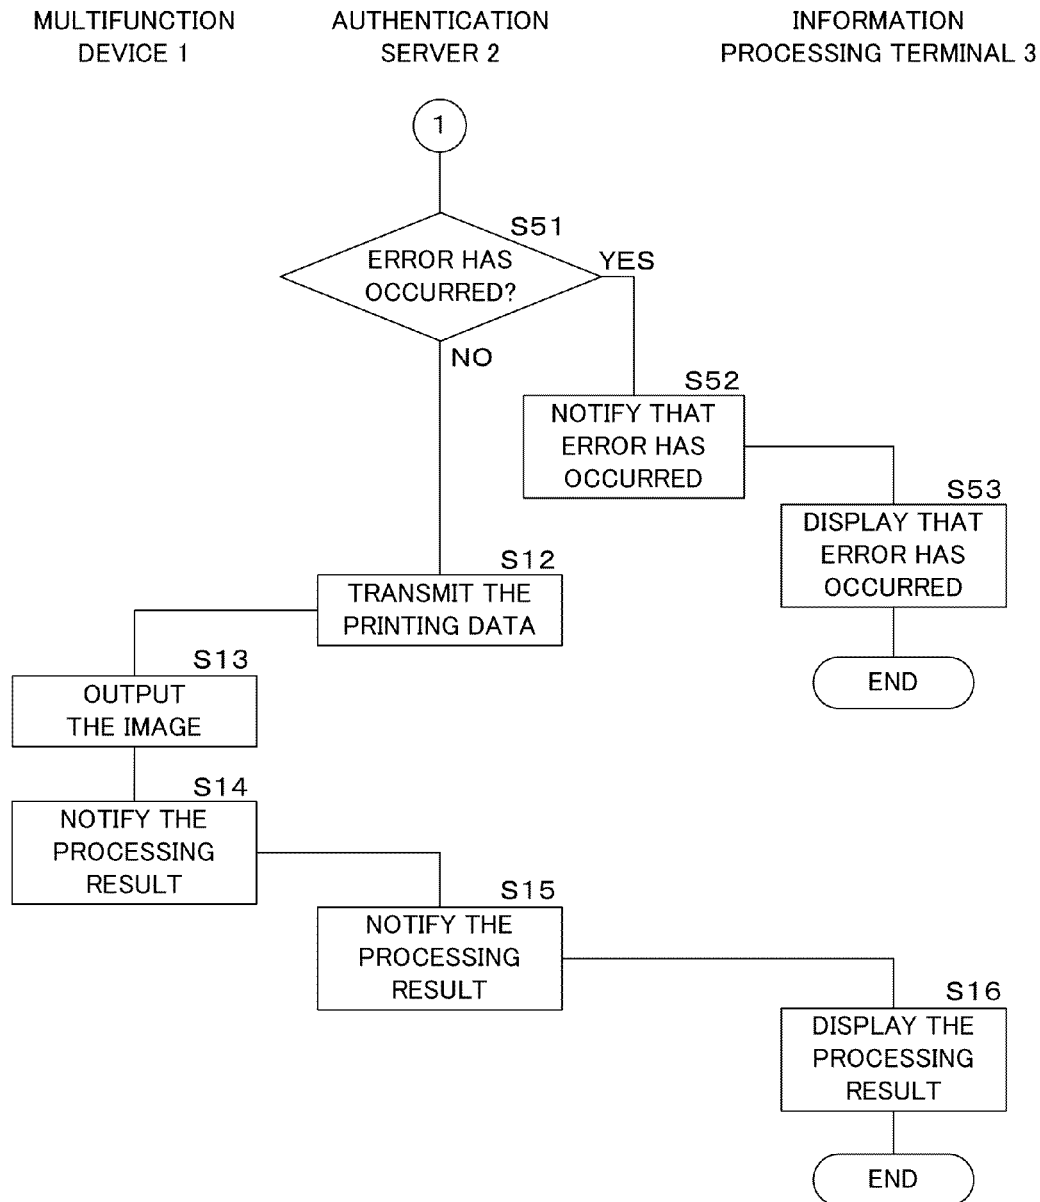 MULTIFUNCTION
DEVICE 1
AUTHENTICATION
SERVER 2
INFORMATION
PROCESSING TERMINAL 3
1
S51
ERROR HAS
OCCURRED?
YES
NO
S52
NOTIFY THAT
ERROR HAS
OCCURRED
S53
DISPLAY THAT
ERROR HAS
OCCURRED
END
S12
TRANSMIT THE
PRINTING DATA
S13
OUTPUT
THE IMAGE
S14
NOTIFY THE
PROCESSING
RESULT
S15
NOTIFY THE
PROCESSING
RESULT
S16
DISPLAY THE
PROCESSING
RESULT
END